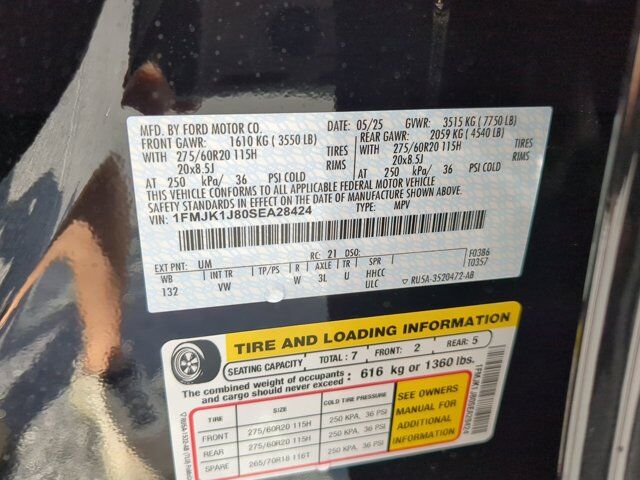 MFD. BY FORD MOTOR CO. DATE: 05/25 GVWR: 3515 KG ( 7750 LB)
FRONT GAWR: 1610 KG ( 3550 LB) REAR GAWR: 2059 KG ( 4540 LB)
WITH 275/60R20 115H TIRES WITH 275/60R20 115H TIRES
20x8.5J RIMS 20x8.5J RIMS
AT 250 kPa/ 36 PSI COLD AT 250 kPa/ 36 PSI COLD
THIS VEHICLE CONFORMS TO ALL APPLICABLE FEDERAL MOTOR VEHICLE
SAFETY STANDARDS IN EFFECT ON THE DATE OF MANUFACTURE SHOWN ABOVE.
VIN: 1FMJK1J80SEA28424 TYPE: MPV
F0386
T0357
EXT PNT: UM RC: 21 DSO:
WB INT TR TP/PS R AXLE TR SPR
132 VW W 3L U HHCC
ULC ▽ RU5A-3520472-AB
TIRE AND LOADING INFORMATION
SEATING CAPACITY TOTAL : 7 FRONT: 2 REAR: 5
The combined weight of occupants
and cargo should never exceed : 616 kg or 1360 lbs.
TIRE SIZE COLD TIRE PRESSURE
FRONT 275/60R20 115H 250 KPA, 36 PSI
REAR 275/60R20 115H 250 KPA, 36 PSI
SPARE 265/70R18 116T 250 KPA, 36 PSI
SEE OWNERS
MANUAL FOR
ADDITIONAL
INFORMATION